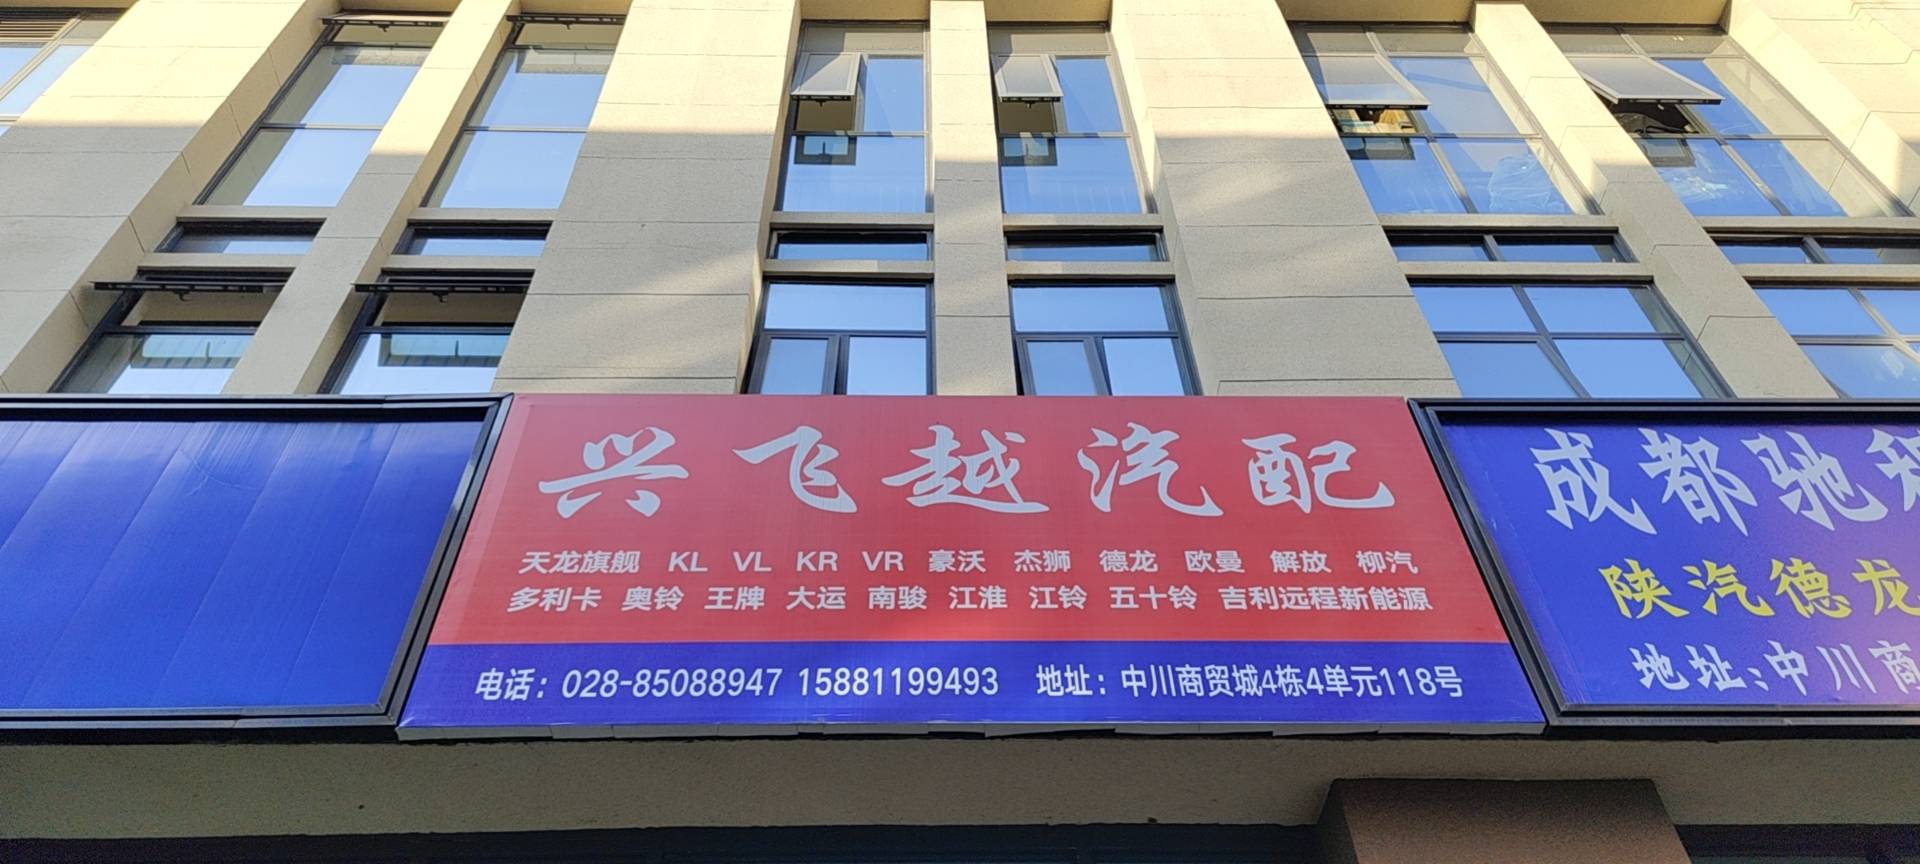 兴飞越汽配
天龙旗舰 KL VL KR VR 豪沃 杰狮 德龙 欧曼 解放 柳汽
多利卡 奥铃 王牌 大运 南骏 江淮 江铃 五十铃 吉利远程新能源
电话：028-85088947 15881199493 地址：中川商贸城4栋4单元118号
成都驰程
陕汽德龙
地址:中川商